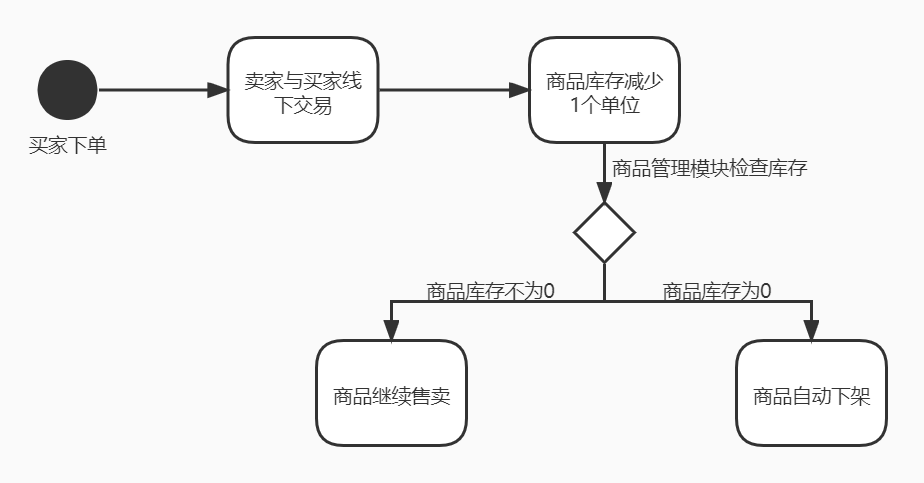 卖家与买家线
下交易
商品库存减少
1个单位
买家下单
商品管理模块检查库存
商品库存不为0
商品库存为0
商品继续售卖
商品自动下架